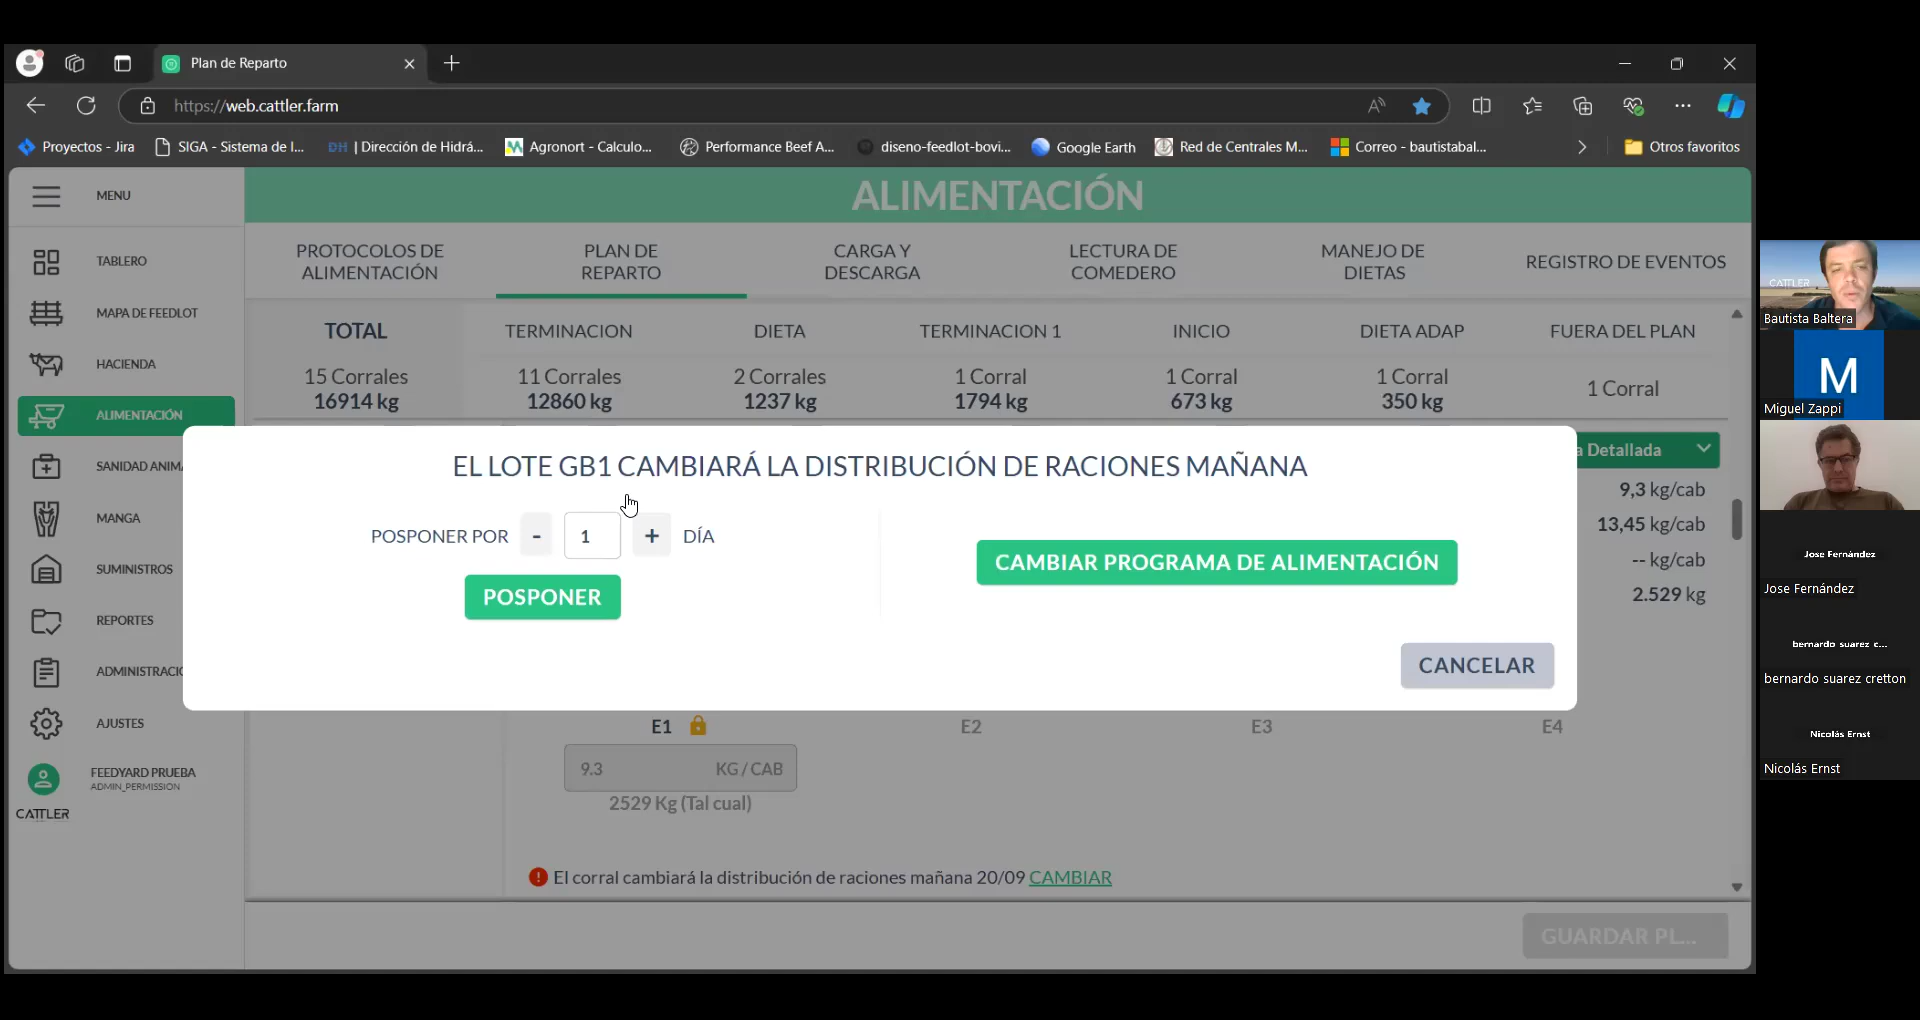 Plan de Reparto
https://web.cattler.farm
Proyectos - Jira
SIGA - Sistema de I...
DH | Dirección de Hidrá...
Agronort - Calculo...
Performance Beef A...
diseno-feedlot-bovi...
Google Earth
Red de Centrales M...
Correo - bautistabal...
Otros favoritos
MENU
ALIMENTACIÓN
TABLERO
MAPA DE FEEDLOT
HACIENDA
ALIMENTACIÓN
SANIDAD ANIMA
MANGA
SUMINISTROS
REPORTES
ADMINISTRACIO
AJUSTES
FEEDYARD PRUEBA
ADMIN_PERMISSION
CATTLER
PROTOCOLOS DE
ALIMENTACIÓN
PLAN DE
REPARTO
CARGA Y
DESCARGA
LECTURA DE
COMEDERO
MANEJO DE
DIETAS
REGISTRO DE EVENTOS
TOTAL
15 Corrales
16914 kg
TERMINACION
11 Corrales
12860 kg
DIETA
2 Corrales
1237 kg
TERMINACION 1
1 Corral
1794 kg
INICIO
1 Corral
673 kg
DIETA ADAP
1 Corral
350 kg
FUERA DEL PLAN
1 Corral
a Detallada
9,3 kg/cab
13,45 kg/cab
-- kg/cab
2.529 kg
EL LOTE GB1 CAMBIARÁ LA DISTRIBUCIÓN DE RACIONES MAÑANA
POSPONER POR - 1 + DÍA
POSPONER
CAMBIAR PROGRAMA DE ALIMENTACIÓN
CANCELAR
E1
E2
E3
E4
9.3 KG / CAB
2529 Kg (Tal cual)
El corral cambiará la distribución de raciones mañana 20/09 CAMBIAR
GUARDAR PL...
CATTLER
Bautista Baltera
M
Miguel Zappi
Jose Fernández
Jose Fernández
bernardo suarez c...
bernardo suarez cretton
Nicolás Ernst
Nicolás Ernst